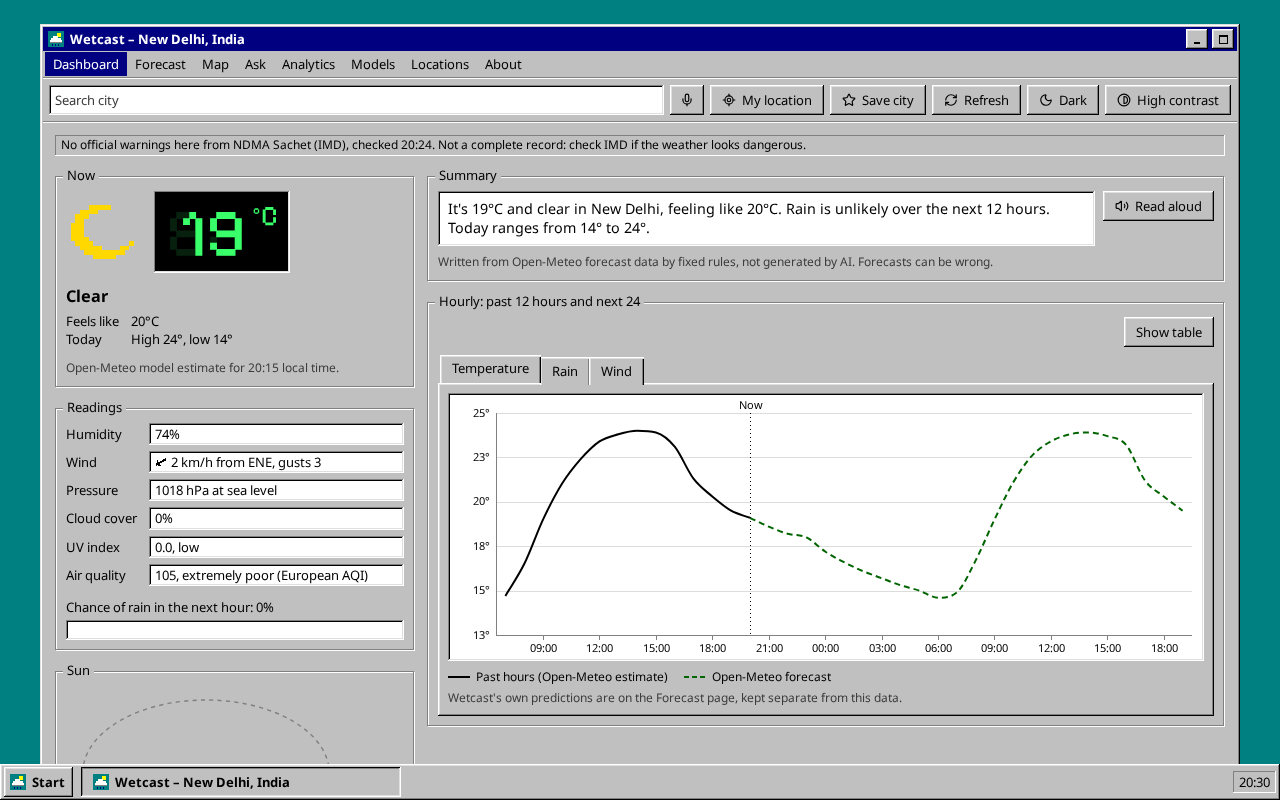 Wetcast – New Delhi, India
Dashboard Forecast Map Ask Analytics Models Locations About
Search city My location Save city Refresh Dark High contrast
No official warnings here from NDMA Sachet (IMD), checked 20:24. Not a complete record: check IMD if the weather looks dangerous.
Now
19 °C
Clear
Feels like 20°C
Today High 24°, low 14°
Open-Meteo model estimate for 20:15 local time.
Readings
Humidity 74%
Wind 2 km/h from ENE, gusts 3
Pressure 1018 hPa at sea level
Cloud cover 0%
UV index 0.0, low
Air quality 105, extremely poor (European AQI)
Chance of rain in the next hour: 0%
Sun
Summary
It's 19°C and clear in New Delhi, feeling like 20°C. Rain is unlikely over the next 12 hours.
Today ranges from 14° to 24°.
Read aloud
Written from Open-Meteo forecast data by fixed rules, not generated by AI. Forecasts can be wrong.
Hourly: past 12 hours and next 24
Show table
Temperature Rain Wind
Now
25°
23°
20°
18°
15°
13°
09:00 12:00 15:00 18:00 21:00 00:00 03:00 06:00 09:00 12:00 15:00 18:00
Past hours (Open-Meteo estimate) Open-Meteo forecast
Wetcast's own predictions are on the Forecast page, kept separate from this data.
Start Wetcast – New Delhi, India 20:30